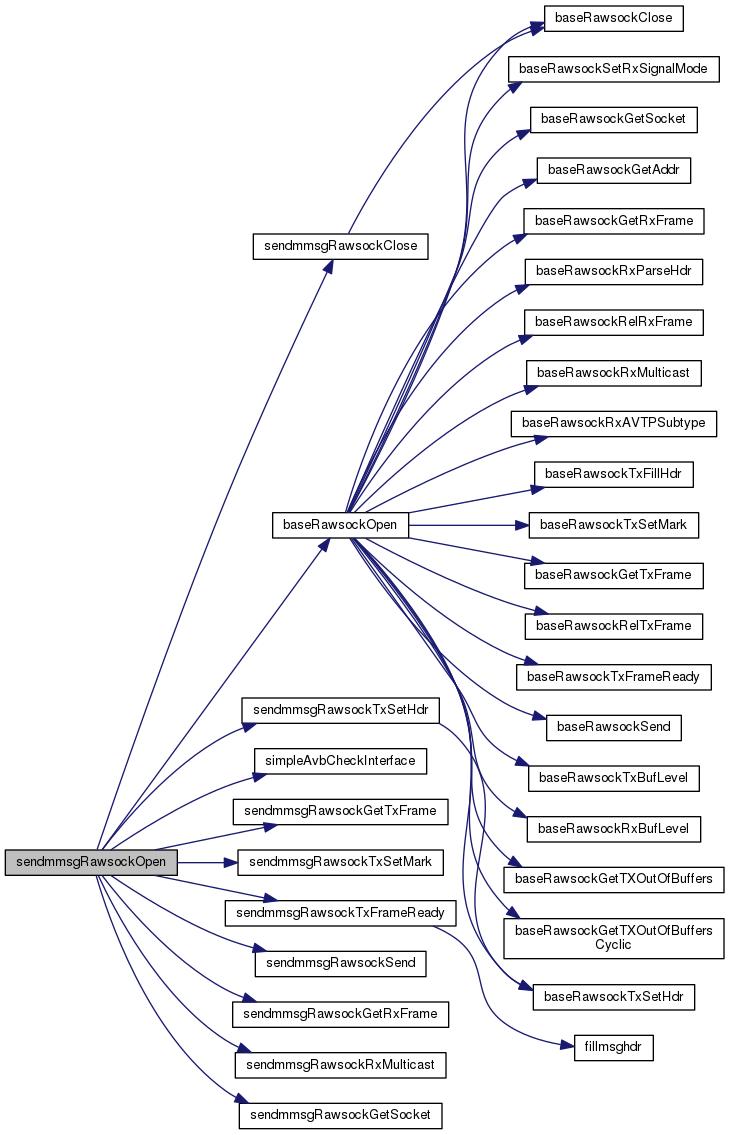 baseRawsockClose
baseRawsockSetRxSignalMode
baseRawsockGetSocket
baseRawsockGetAddr
baseRawsockGetRxFrame
sendmmsgRawsockClose
baseRawsockRxParseHdr
baseRawsockRelRxFrame
baseRawsockRxMulticast
baseRawsockRxAVTPSubtype
baseRawsockTxFillHdr
baseRawsockOpen
baseRawsockTxSetMark
baseRawsockGetTxFrame
baseRawsockRelTxFrame
baseRawsockTxFrameReady
sendmmsgRawsockTxSetHdr
baseRawsockSend
simpleAvbCheckInterface
baseRawsockTxBufLevel
sendmmsgRawsockGetTxFrame
baseRawsockRxBufLevel
sendmmsgRawsockOpen
sendmmsgRawsockTxSetMark
baseRawsockGetTXOutOfBuffers
sendmmsgRawsockTxFrameReady
baseRawsockGetTXOutOfBuffers
Cyclic
sendmmsgRawsockSend
baseRawsockTxSetHdr
sendmmsgRawsockGetRxFrame
fillmsghdr
sendmmsgRawsockRxMulticast
sendmmsgRawsockGetSocket